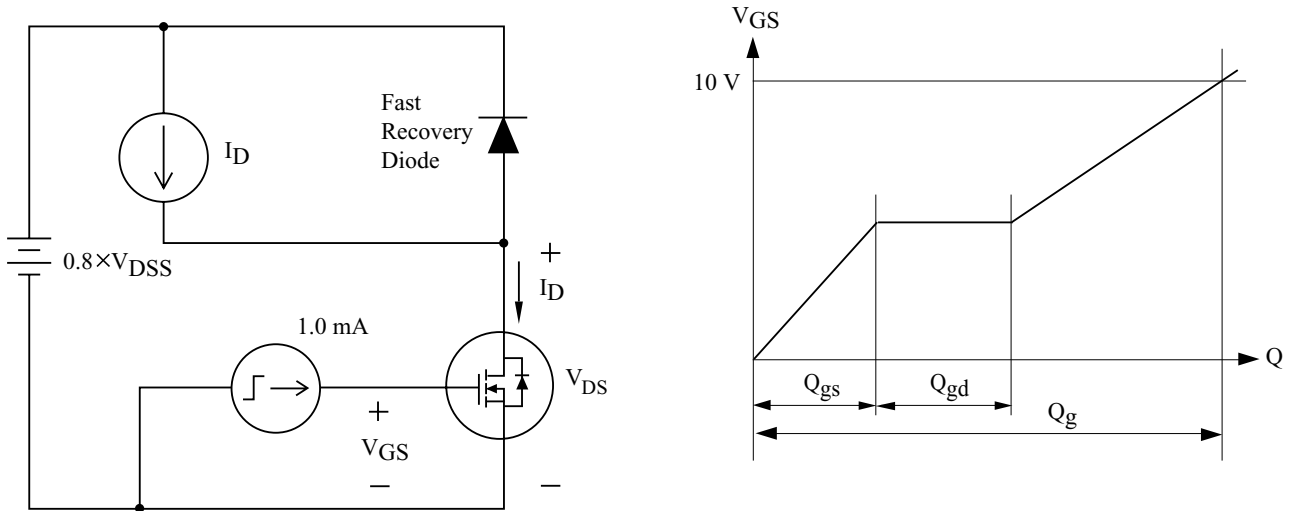 Fast
Recovery
Diode
I_D
0.8×V_DSS
+
I_D
1.0 mA
V_DS
+
V_GS
−
−
V_GS
10 V
Q
Q_gs
Q_gd
Q_g